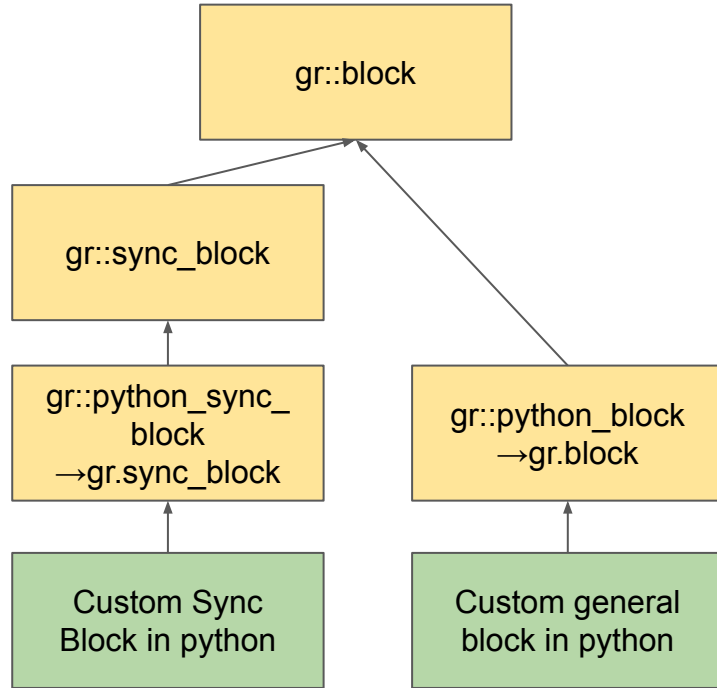 gr::block
gr::sync_block
gr::python_sync_
block
→gr.sync_block
gr::python_block
→gr.block
Custom Sync
Block in python
Custom general
block in python